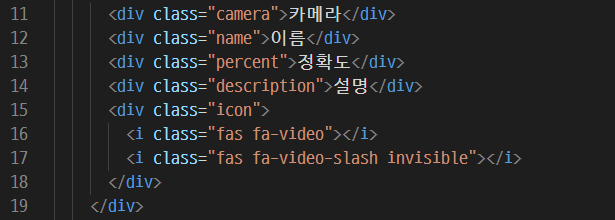 11 <div class="camera">카메라</div>
12 <div class="name">이름</div>
13 <div class="percent">정확도</div>
14 <div class="description">설명</div>
15 <div class="icon">
16 <i class="fas fa-video"></i>
17 <i class="fas fa-video-slash invisible"></i>
18 </div>
19 </div>